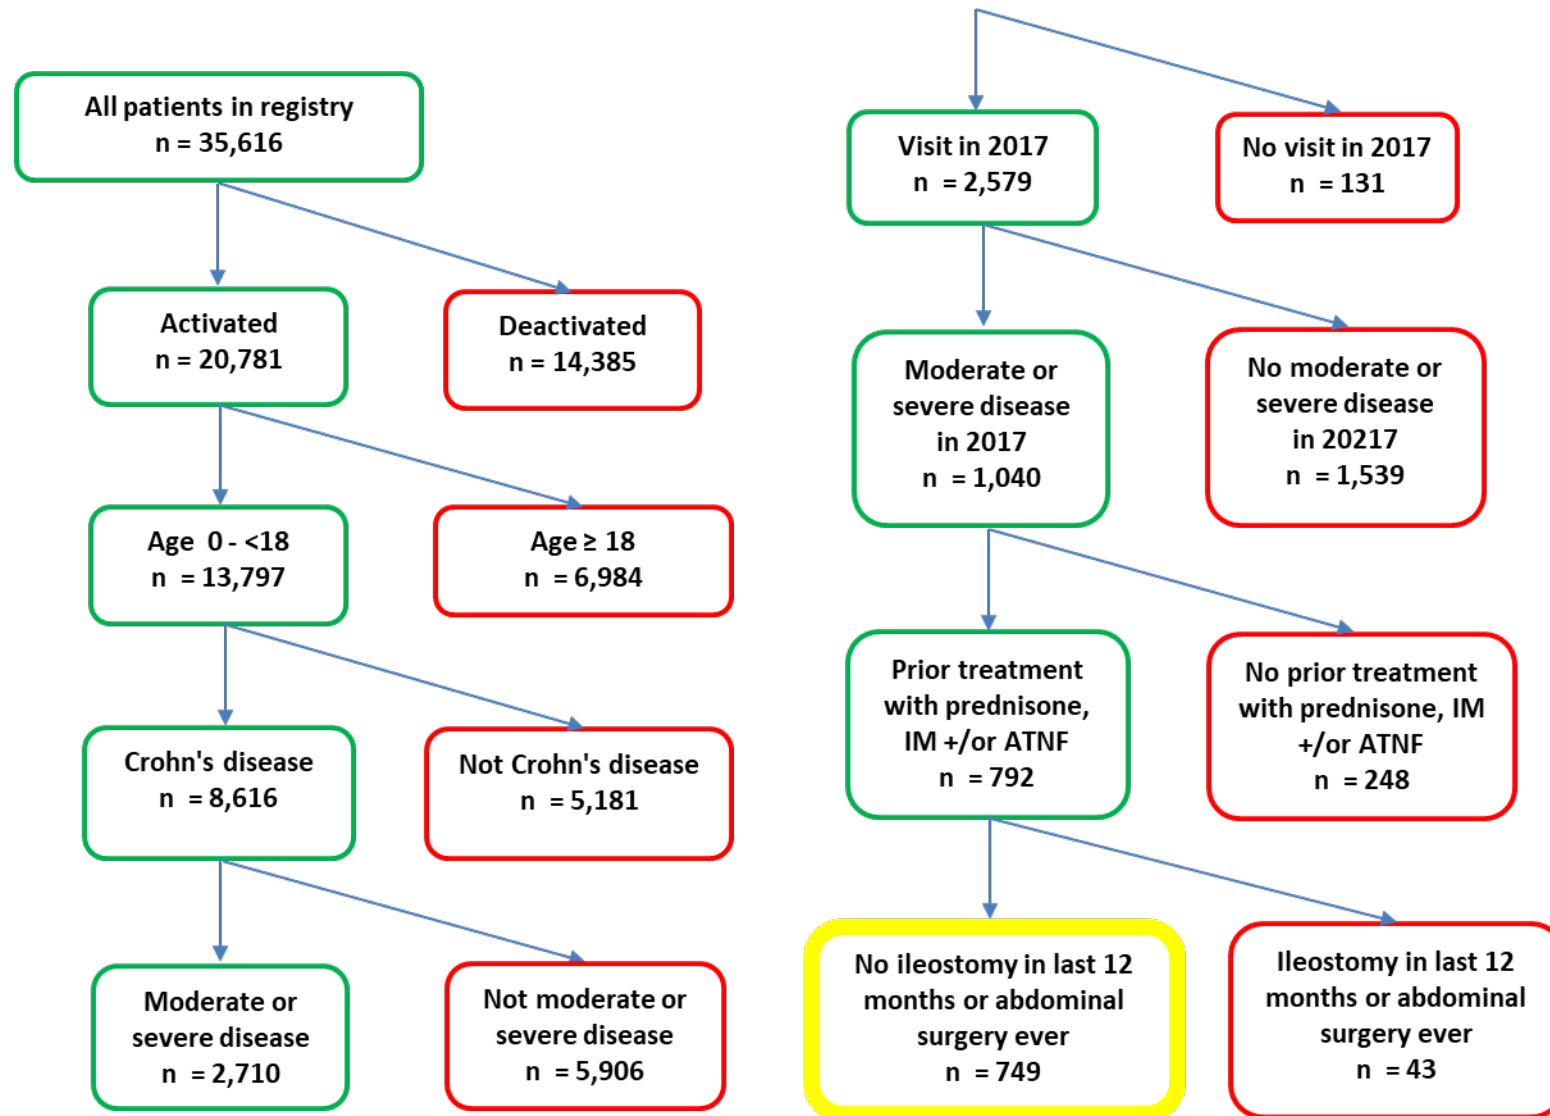 All patients in registry
n = 35,616
Activated
n = 20,781
Deactivated
n = 14,385
Age 0 - <18
n = 13,797
Age ≥ 18
n = 6,984
Crohn's disease
n = 8,616
Not Crohn's disease
n = 5,181
Moderate or
severe disease
n = 2,710
Not moderate or
severe disease
n = 5,906
Visit in 2017
n = 2,579
No visit in 2017
n = 131
Moderate or
severe disease
in 2017
n = 1,040
No moderate or
severe disease
in 20217
n = 1,539
Prior treatment
with prednisone,
IM +/or ATNF
n = 792
No prior treatment
with prednisone, IM
+/or ATNF
n = 248
No ileostomy in last 12
months or abdominal
surgery ever
n = 749
Ileostomy in last 12
months or abdominal
surgery ever
n = 43